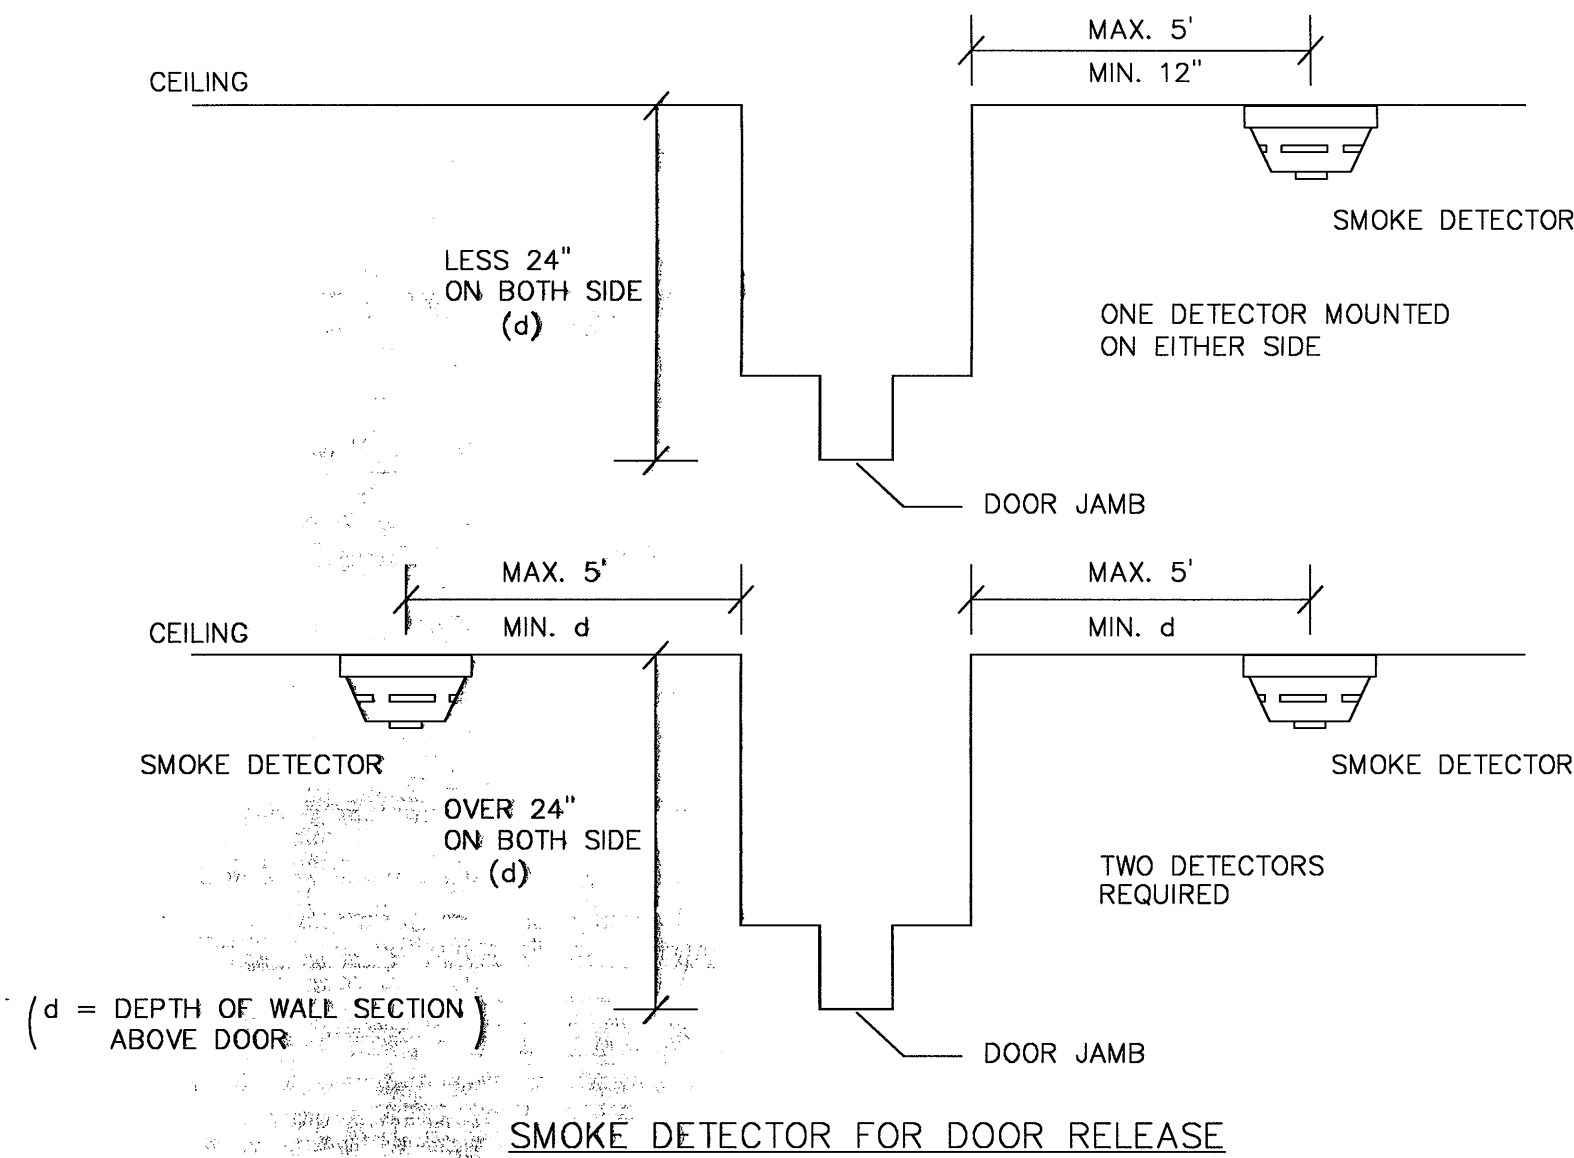 MAX. 5'
MIN. 12"
CEILING
SMOKE DETECTOR
LESS 24"
ON BOTH SIDE
(d)
ONE DETECTOR MOUNTED
ON EITHER SIDE
DOOR JAMB
MAX. 5'
MIN. d
MAX. 5'
MIN. d
CEILING
SMOKE DETECTOR
SMOKE DETECTOR
OVER 24"
ON BOTH SIDE
(d)
TWO DETECTORS
REQUIRED
(d = DEPTH OF WALL SECTION
ABOVE DOOR)
DOOR JAMB
SMOKE DETECTOR FOR DOOR RELEASE